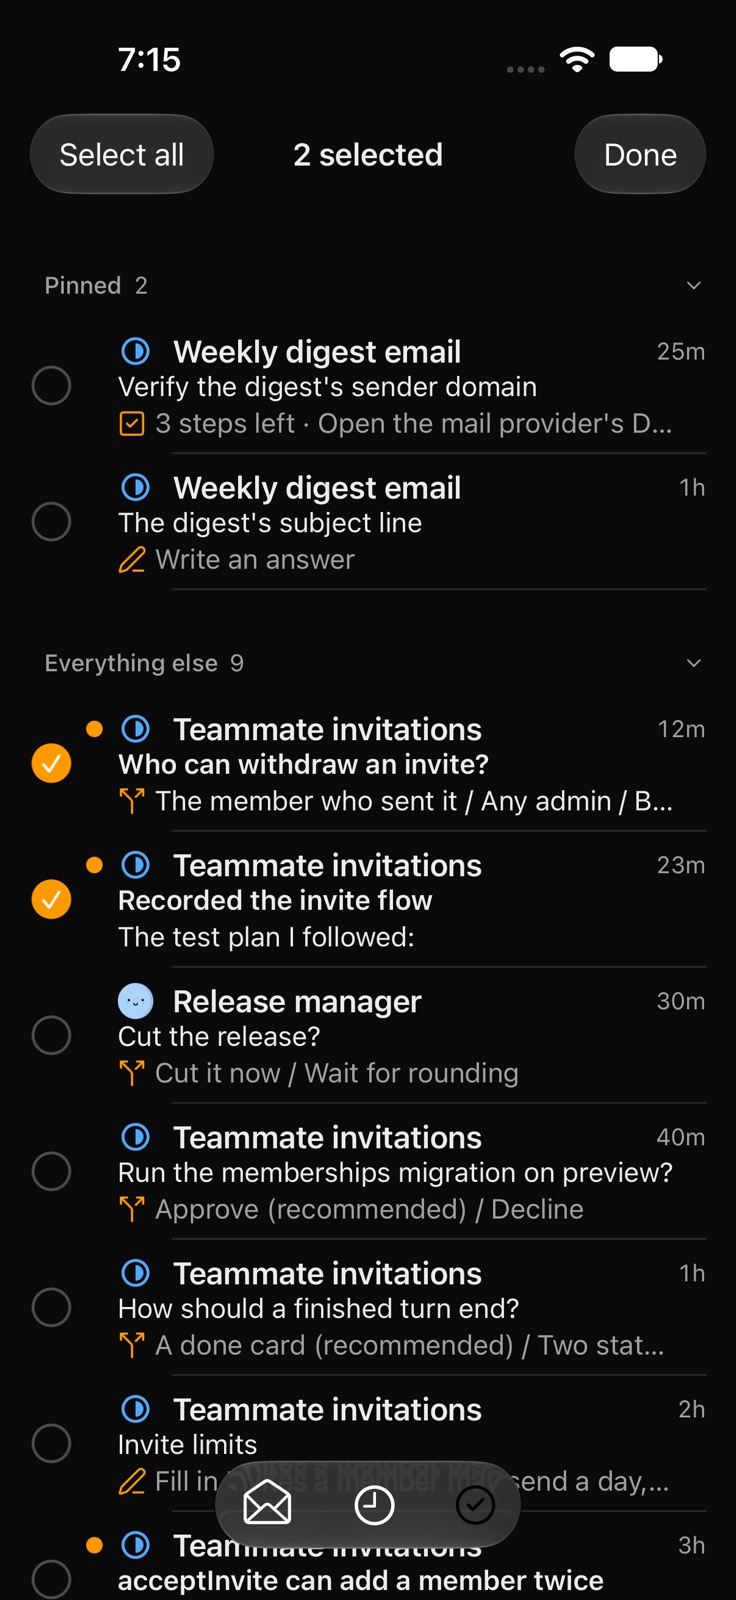 7:15
Select all
2 selected
Done
Pinned 2
Weekly digest email 25m
Verify the digest's sender domain
3 steps left · Open the mail provider's D...
Weekly digest email 1h
The digest's subject line
Write an answer
Everything else 9
Teammate invitations 12m
Who can withdraw an invite?
The member who sent it / Any admin / B...
Teammate invitations 23m
Recorded the invite flow
The test plan I followed:
Release manager 30m
Cut the release?
Cut it now / Wait for rounding
Teammate invitations 40m
Run the memberships migration on preview?
Approve (recommended) / Decline
Teammate invitations 1h
How should a finished turn end?
A done card (recommended) / Two stat...
Teammate invitations 2h
Invite limits
Fill in send a day,...
Teammate invitations 3h
acceptInvite can add a member twice